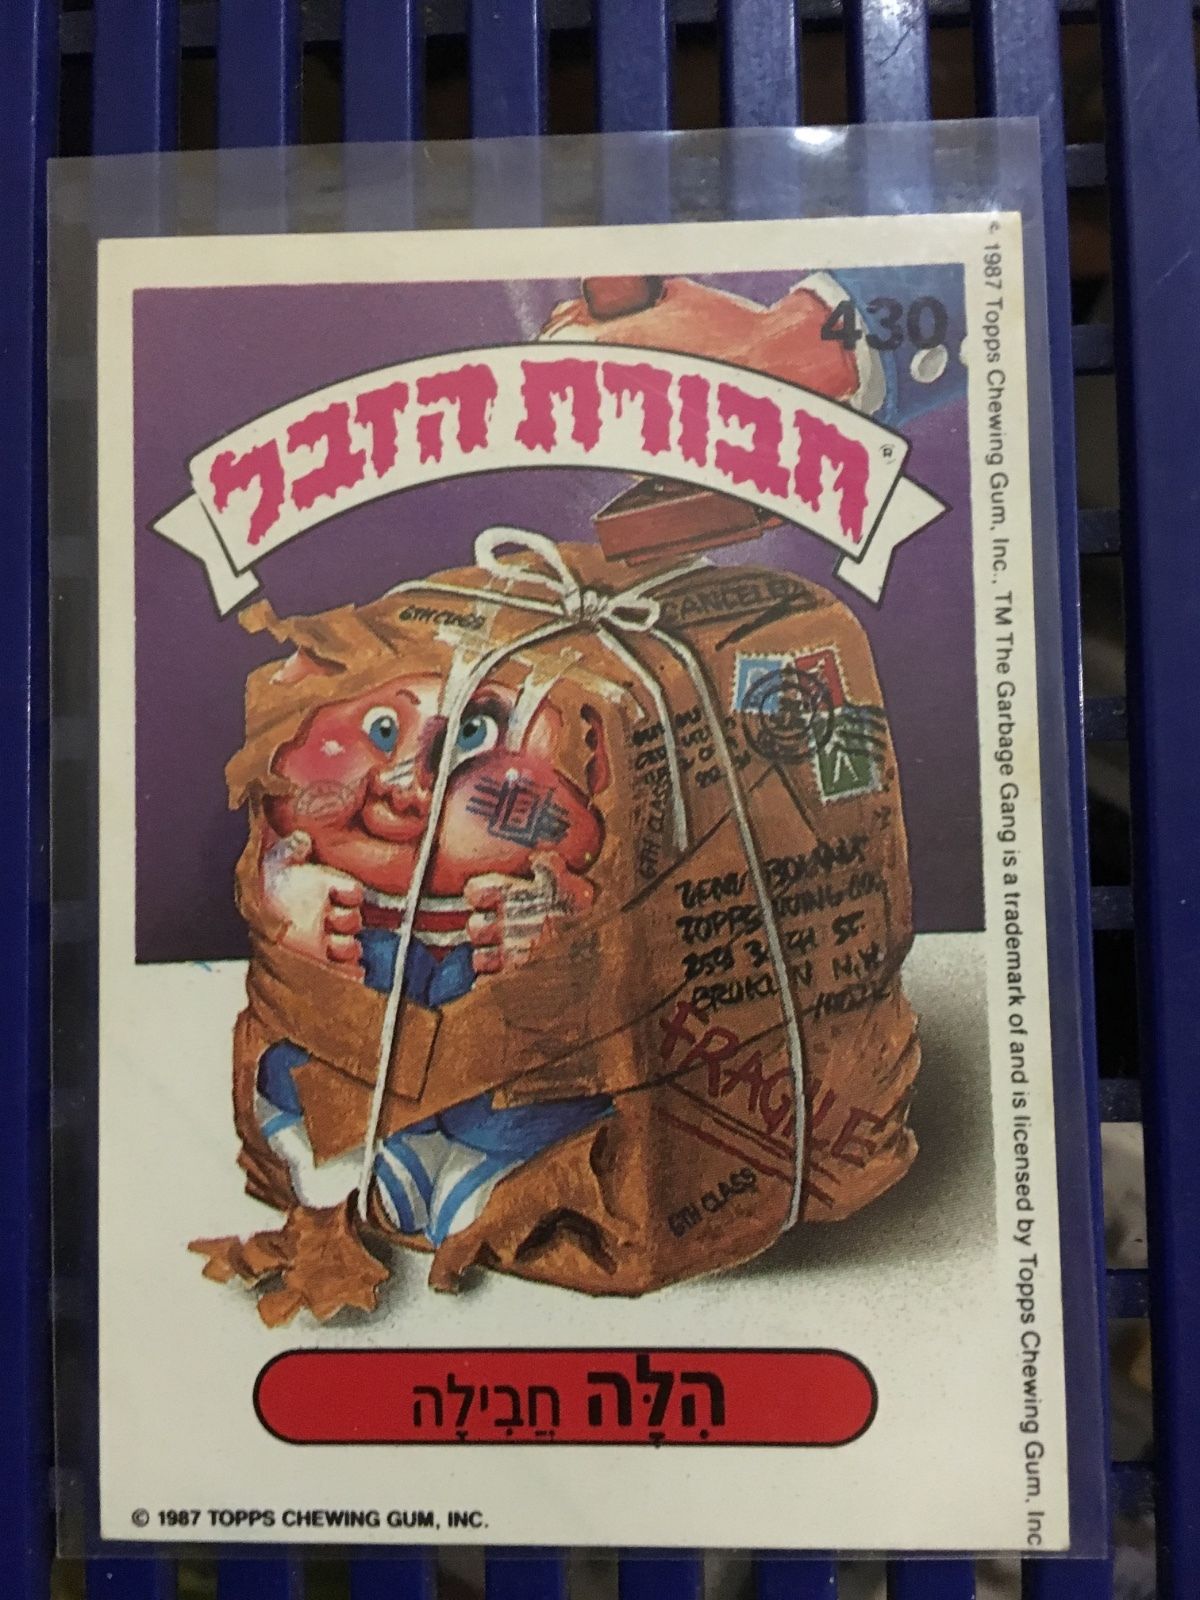 430
חבורת הזבל
®
CANCELED
6TH CLASS
6TH CLASS
TOPPS
FRAGILE
6TH CLASS
הִלָּה חֲבִילָה
© 1987 TOPPS CHEWING GUM, INC.
© 1987 Topps Chewing Gum, Inc., TM The Garbage Gang is a trademark of and is licensed by Topps Chewing Gum, Inc